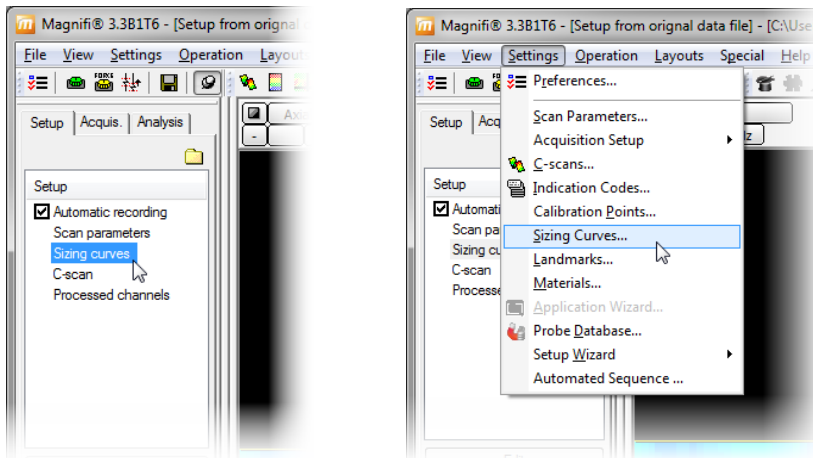 Magnifi® 3.3B1T6 - [Setup from orignal
File View Settings Operation Layout
FORCE
Setup Acquis. Analysis
-
Setup
Automatic recording
Scan parameters
Sizing curves
C-scan
Processed channels
Magnifi® 3.3B1T6 - [Setup from orignal data file] - [C:\Use
File View Settings Operation Layouts Special Help
Preferences...
Setup Acq
Scan Parameters...
Acquisition Setup
C-scans...
Setup
Indication Codes...
Automati
Calibration Points...
Scan pa
Sizing Curves...
Sizing cu
Landmarks...
C-scan
Materials...
Processe
Application Wizard...
Probe Database...
Setup Wizard
Automated Sequence ...